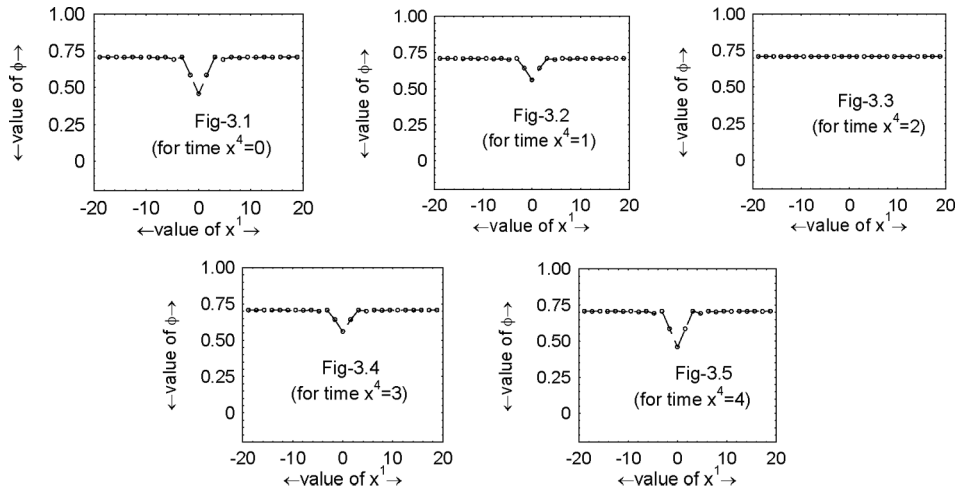 1.00
0.75
0.50
0.25
0
←value of ϕ→
Fig-3.1
(for time x⁴=0)
-20 -10 0 10 20
←value of x¹→
1.00
0.75
0.50
0.25
0
←value of ϕ→
Fig-3.2
(for time x⁴=1)
-20 -10 0 10 20
←value of x¹→
1.00
0.75
0.50
0.25
0
←value of ϕ→
Fig-3.3
(for time x⁴=2)
-20 -10 0 10 20
←value of x¹→
1.00
0.75
0.50
0.25
0
←value of ϕ→
Fig-3.4
(for time x⁴=3)
-20 -10 0 10 20
←value of x¹→
1.00
0.75
0.50
0.25
0
←value of ϕ→
Fig-3.5
(for time x⁴=4)
-20 -10 0 10 20
←value of x¹→